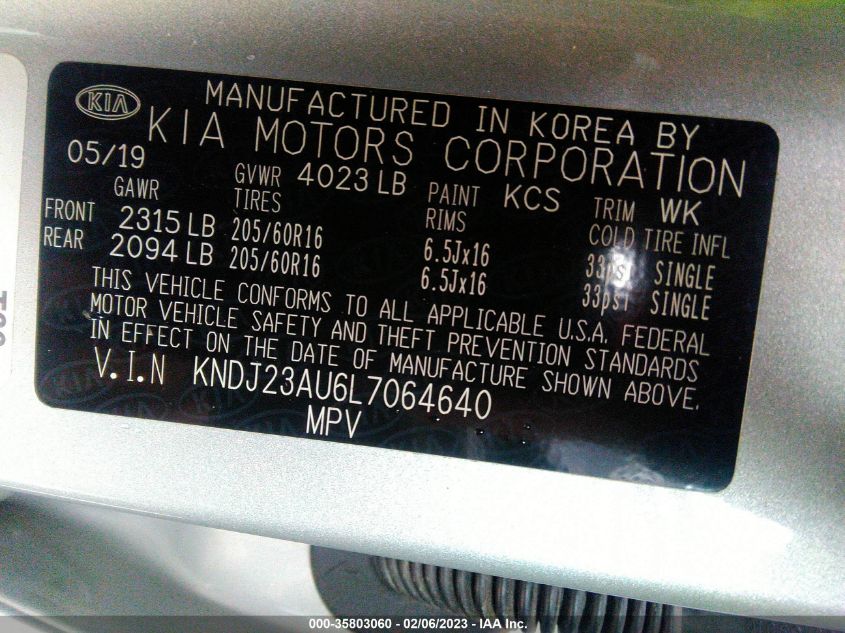 KIA
MANUFACTURED IN KOREA BY
KIA MOTORS CORPORATION
05/19 GVWR 4023 LB PAINT KCS TRIM WK
GAWR TIRES RIMS COLD TIRE INFL
FRONT 2315 LB 205/60R16 6.5Jx16 33psi SINGLE
REAR 2094 LB 205/60R16 6.5Jx16 33psi SINGLE
THIS VEHICLE CONFORMS TO ALL APPLICABLE U.S.A. FEDERAL
MOTOR VEHICLE SAFETY AND THEFT PREVENTION STANDARDS
IN EFFECT ON THE DATE OF MANUFACTURE SHOWN ABOVE.
V.I.N KNDJ23AU6L7064640
MPV
000-35803060 - 02/06/2023 - IAA Inc.